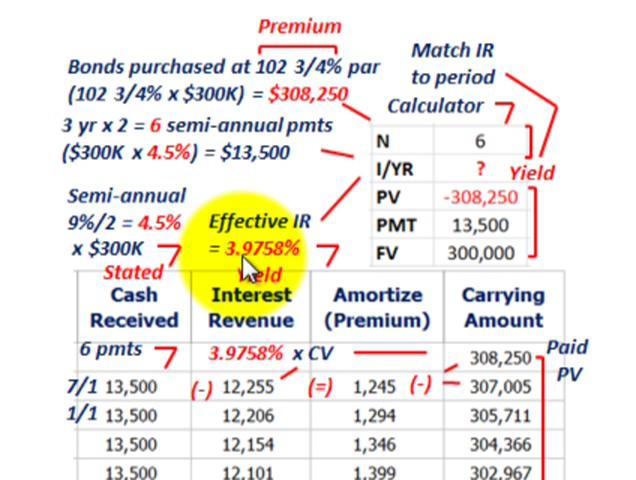 Premium
Bonds purchased at 102 3/4% par
(102 3/4% x $300K) = $308,250
3 yr x 2 = 6 semi-annual pmts
($300K x 4.5%) = $13,500
Match IR
to period
Calculator
N 6
I/YR ? Yield
PV -308,250
PMT 13,500
FV 300,000
Semi-annual
9%/2 = 4.5%
x $300K
Stated
Effective IR
= 3.9758%
Yield
Cash Received Interest Revenue Amortize (Premium) Carrying Amount
6 pmts 3.9758% x CV 308,250 Paid PV
7/1 13,500 (-) 12,255 (=) 1,245 (-) 307,005
1/1 13,500 12,206 1,294 305,711
13,500 12,154 1,346 304,366
13,500 12,101 1,399 302,967